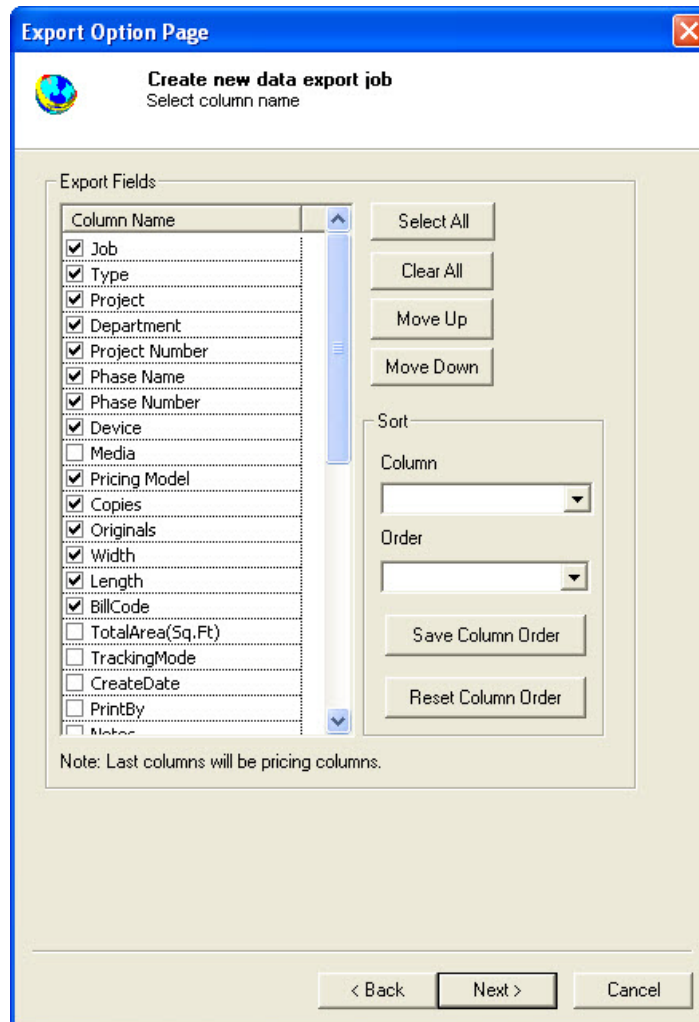 Export Option Page
Create new data export job
Select column name
Export Fields
Column Name
Job
Type
Project
Department
Project Number
Phase Name
Phase Number
Device
Media
Pricing Model
Copies
Originals
Width
Length
BillCode
TotalArea(Sq.Ft)
TrackingMode
CreateDate
PrintBy
Notes
Select All
Clear All
Move Up
Move Down
Sort
Column
Order
Save Column Order
Reset Column Order
Note: Last columns will be pricing columns.
< Back
Next >
Cancel